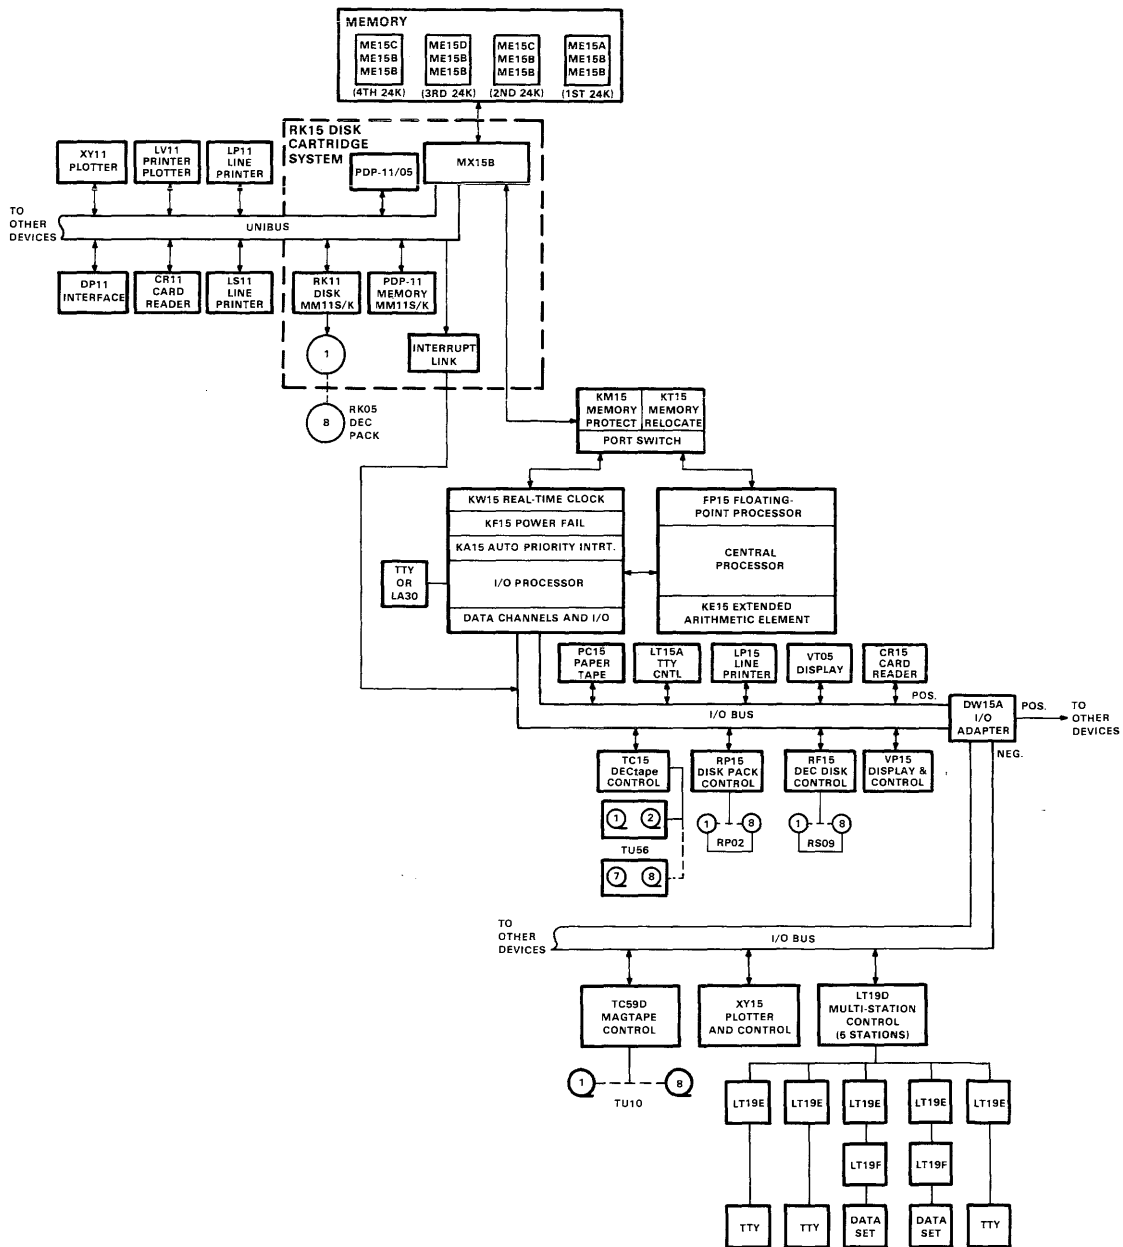 MEMORY
ME15C
ME15B
ME15B
(4TH 24K)
ME15D
ME15B
ME15B
(3RD 24K)
ME15C
ME15B
ME15B
(2ND 24K)
ME15A
ME15B
ME15B
(1ST 24K)
RK15 DISK
CARTRIDGE
SYSTEM
MX15B
PDP-11/05
XY11
PLOTTER
LV11
PRINTER
PLOTTER
LP11
LINE
PRINTER
TO
OTHER
DEVICES
UNIBUS
DP11
INTERFACE
CR11
CARD
READER
LS11
LINE
PRINTER
RK11
DISK
MM11S/K
PDP-11
MEMORY
MM11S/K
1
INTERRUPT
LINK
8
RK05
DEC
PACK
KM15
MEMORY
PROTECT
KT15
MEMORY
RELOCATE
PORT SWITCH
KW15 REAL-TIME CLOCK
KF15 POWER FAIL
KA15 AUTO PRIORITY INTRT.
I/O PROCESSOR
DATA CHANNELS AND I/O
TTY
OR
LA30
FP15 FLOATING-
POINT PROCESSOR
CENTRAL
PROCESSOR
KE15 EXTENDED
ARITHMETIC ELEMENT
PC15
PAPER
TAPE
LT15A
TTY
CNTL
LP15
LINE
PRINTER
VT05
DISPLAY
CR15
CARD
READER
POS.
I/O BUS
DW15A
I/O
ADAPTER
POS.
TO
OTHER
DEVICES
NEG.
TC15
DECtape
CONTROL
RP15
DISK PACK
CONTROL
RF15
DEC DISK
CONTROL
VP15
DISPLAY &
CONTROL
1 2
TU56
7 8
1 8
RP02
1 8
RS09
TO
OTHER
DEVICES
I/O BUS
TC59D
MAGTAPE
CONTROL
XY15
PLOTTER
AND CONTROL
LT19D
MULTI-STATION
CONTROL
(5 STATIONS)
1 8
TU10
LT19E LT19E LT19E LT19E LT19E
LT19F LT19F
TTY
TTY
DATA
SET
DATA
SET
TTY